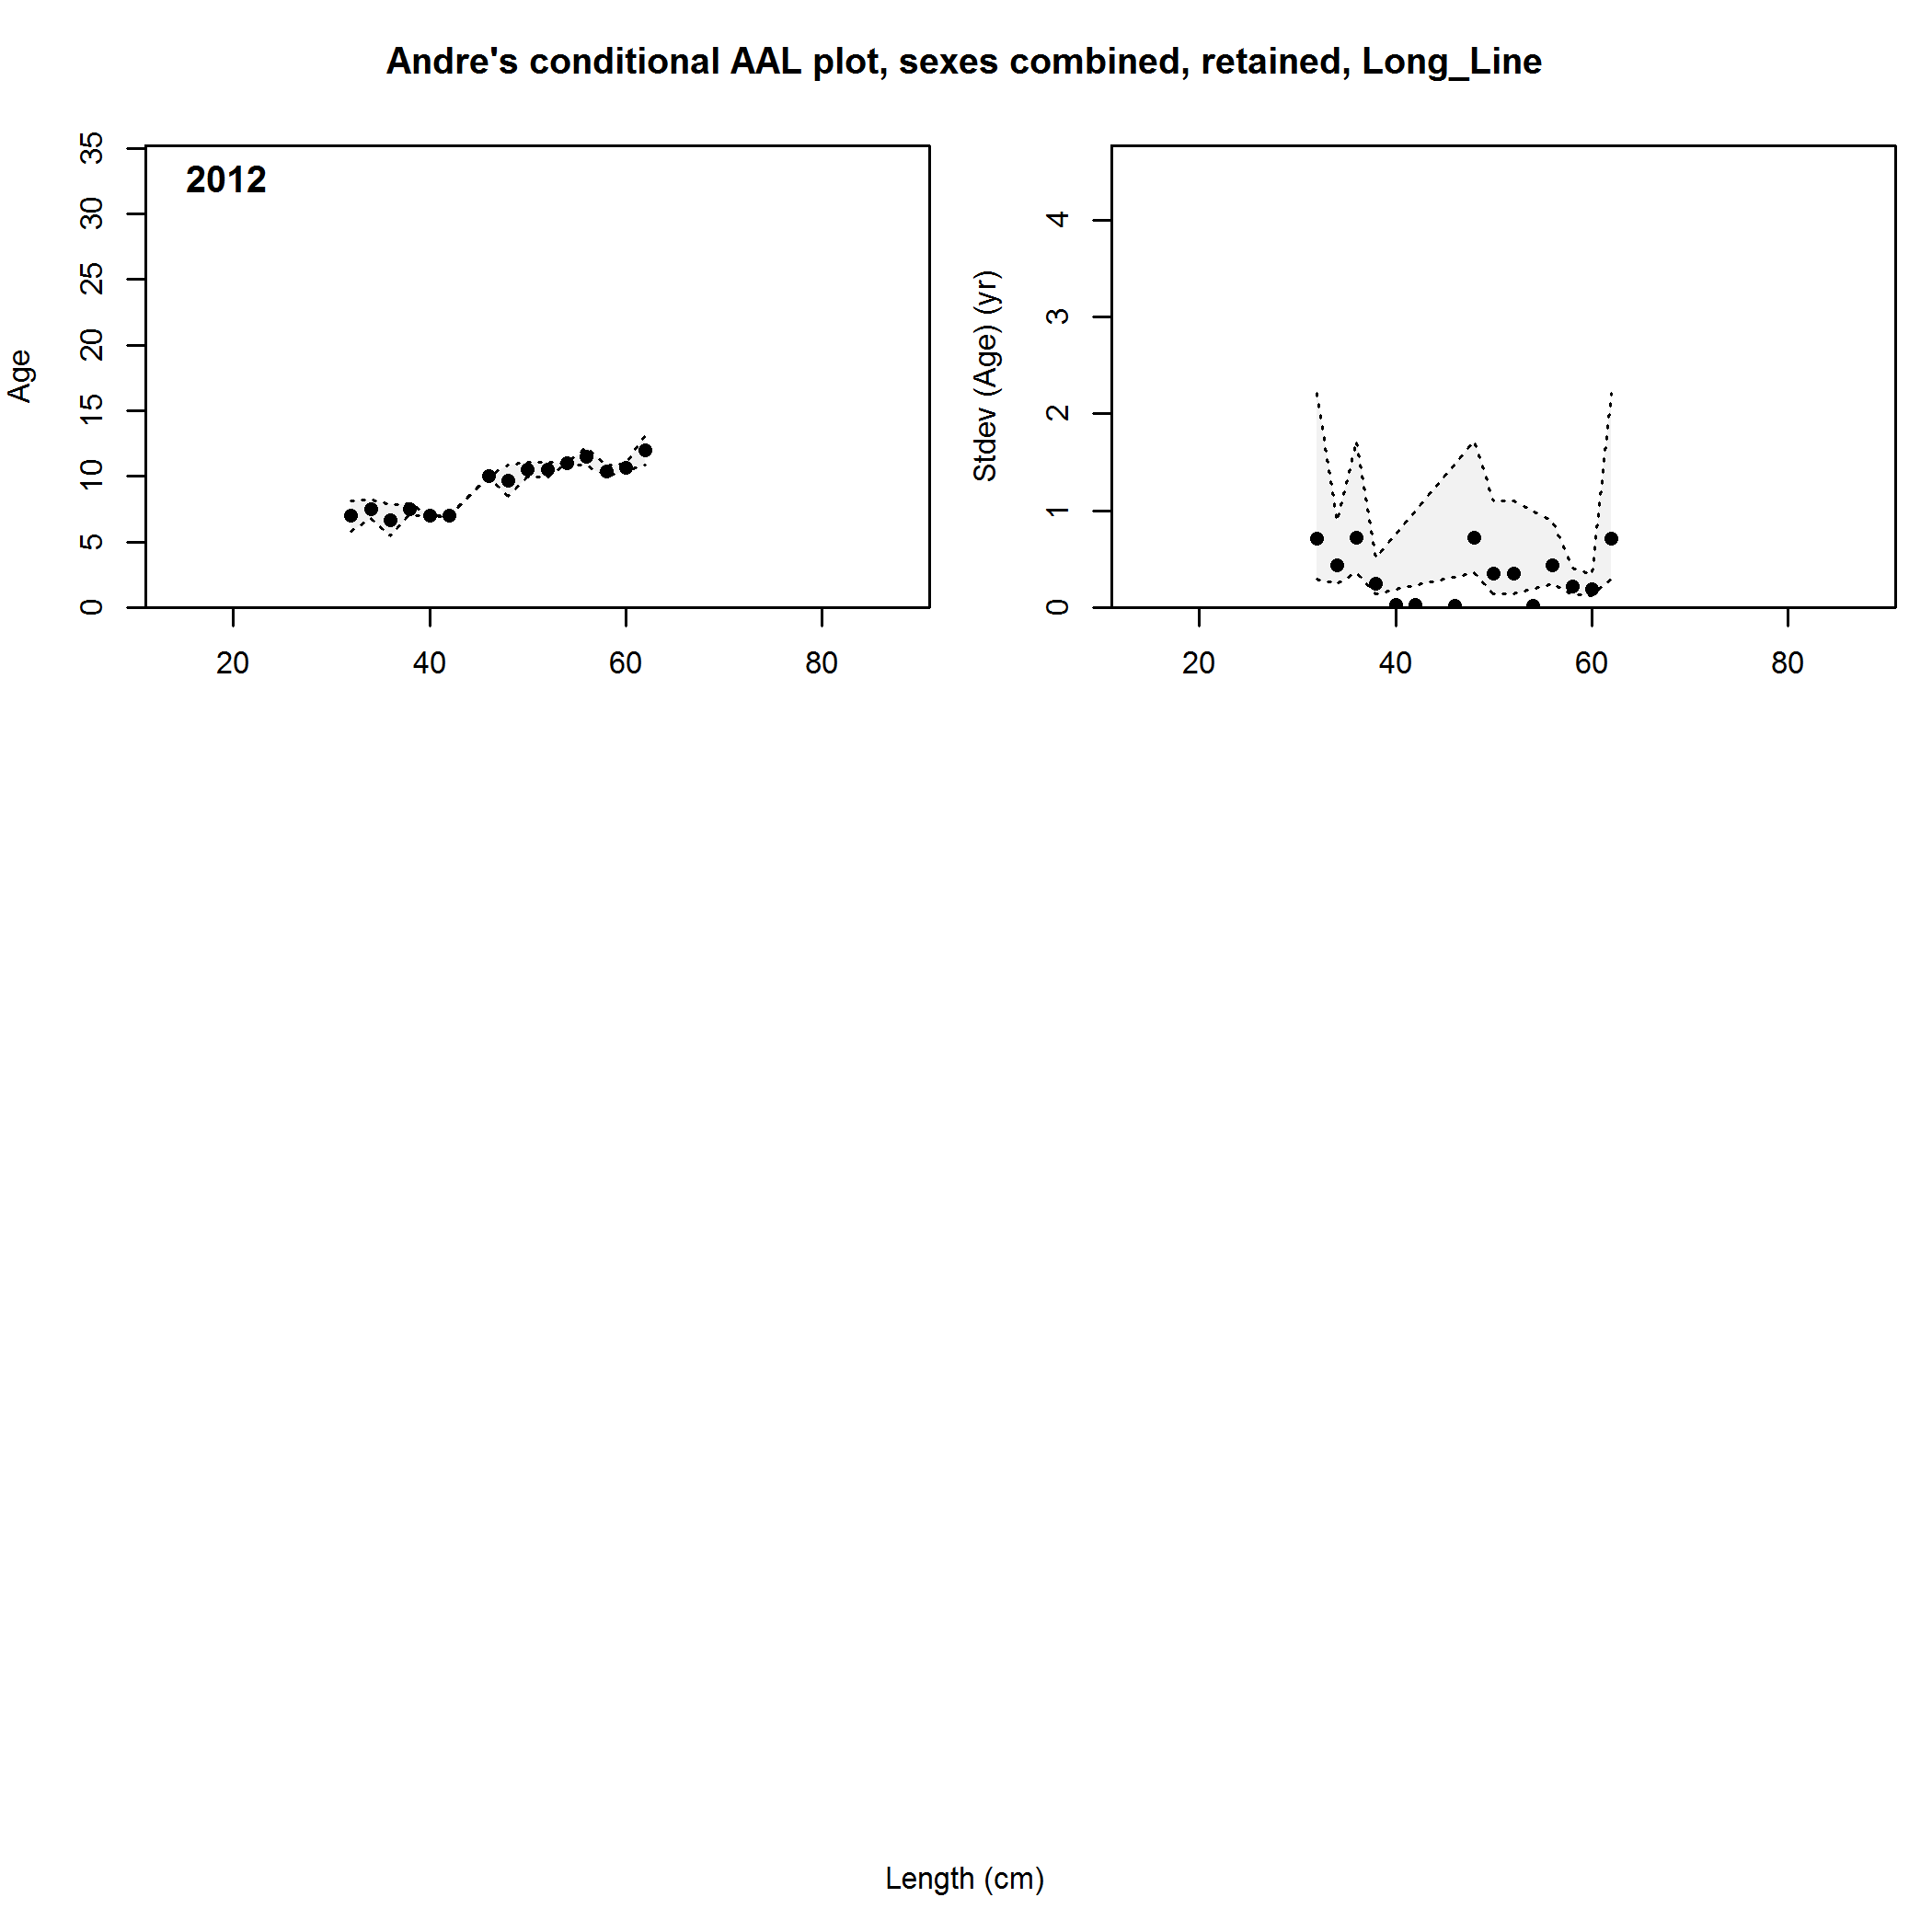 Andre's conditional AAL plot, sexes combined, retained, Long_Line
2012
Age
0 5 10 15 20 25 30 35
20 40 60 80
Stdev (Age) (yr)
0 1 2 3 4
20 40 60 80
Length (cm)